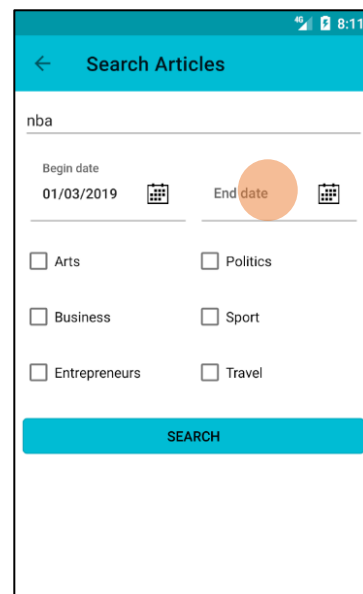 4G 8:11
Search Articles
nba
Begin date
01/03/2019
End date
Arts
Politics
Business
Sport
Entrepreneurs
Travel
SEARCH